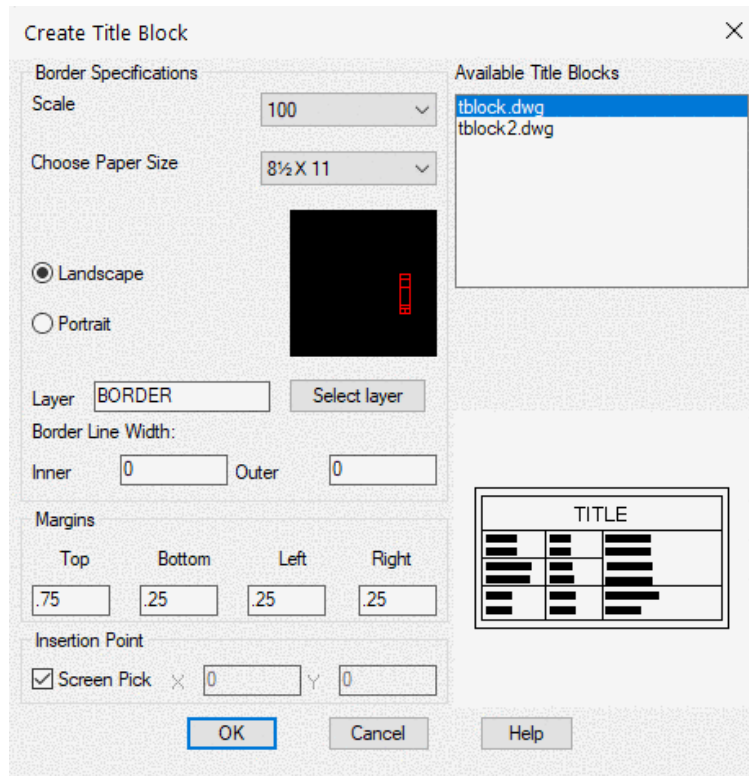 Create Title Block
Border Specifications
Scale
100
Choose Paper Size
8½ X 11
Landscape
Portrait
Layer
BORDER
Select layer
Border Line Width:
Inner
0
Outer
0
Margins
Top
Bottom
Left
Right
.75
.25
.25
.25
Insertion Point
Screen Pick
X
0
Y
0
OK
Cancel
Help
Available Title Blocks
tblock.dwg
tblock2.dwg
TITLE